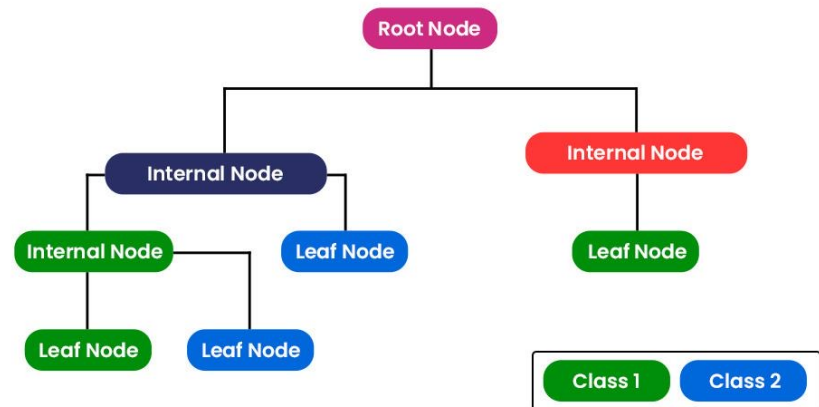 Root Node
Internal Node
Internal Node
Internal Node
Leaf Node
Leaf Node
Leaf Node
Leaf Node
Class 1
Class 2